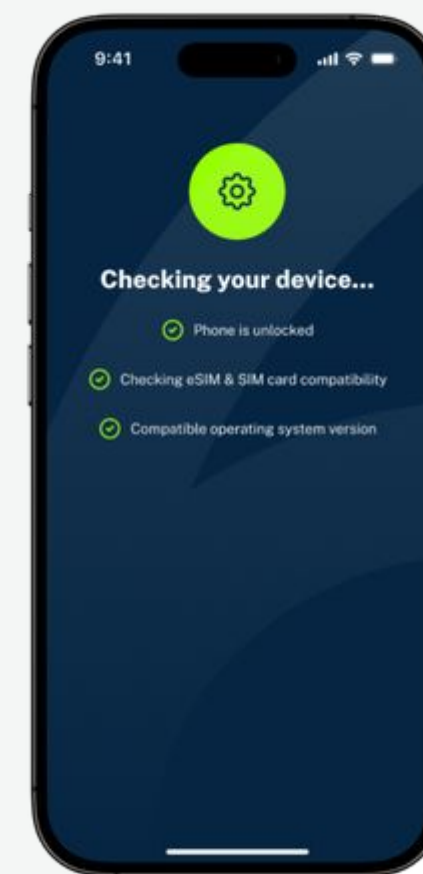 9:41
Checking your device...
Phone is unlocked
Checking eSIM & SIM card compatibility
Compatible operating system version